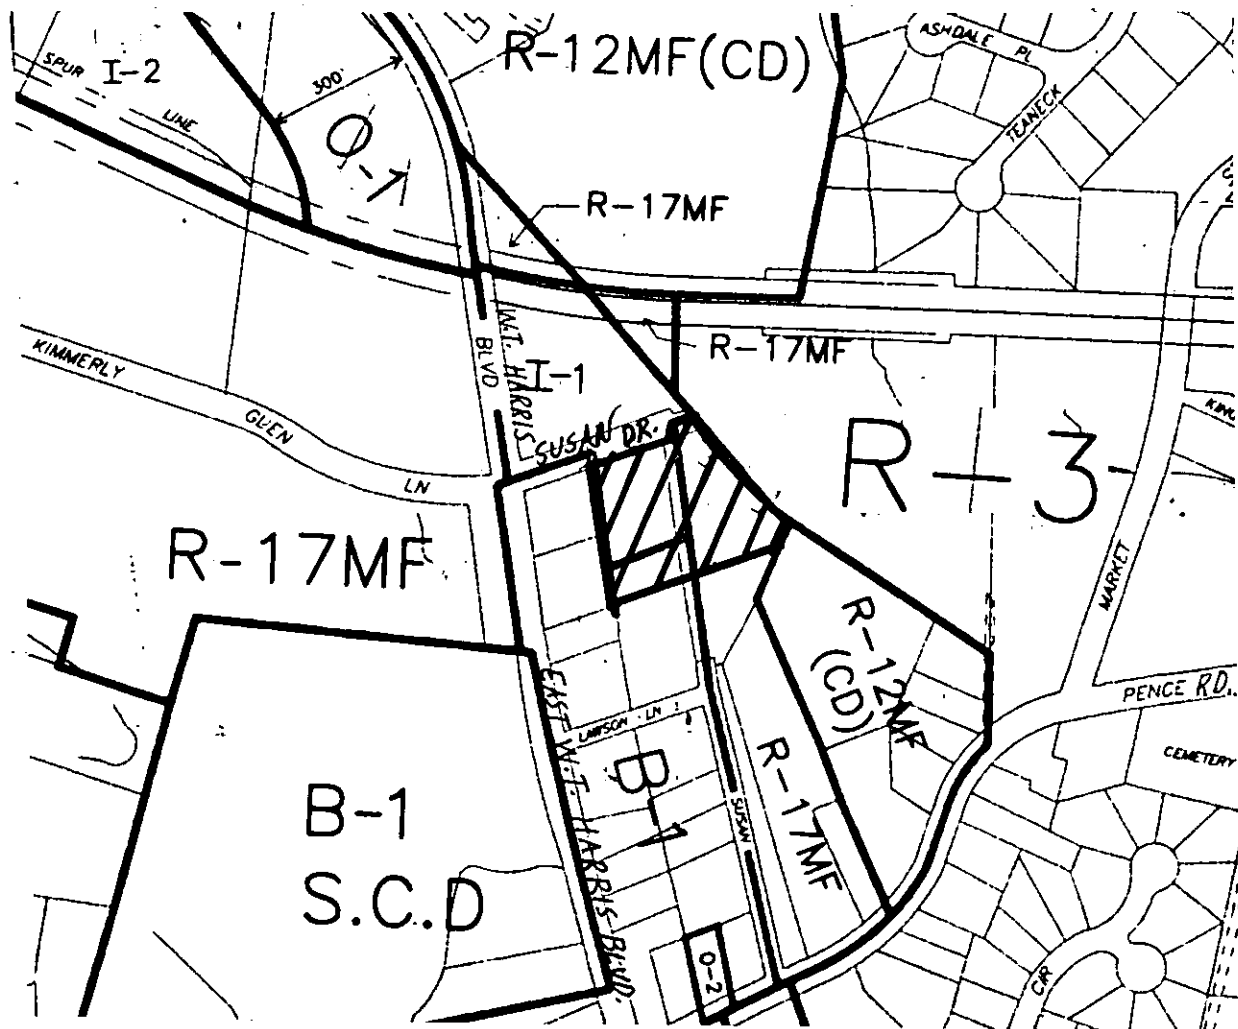 R-12MF(CD)
ASHDALE PL
SPUR
I-2
300'
LINE
O-1
TEANECK
R-17MF
W.T. HARRIS
BLVD
R-17MF
KIMMERLY
GLEN
LN
I-1
SUSAN DR.
R-3
R-17MF
MARKET
R-12MF
(CD)
PENCE RD.
EAST W.T. HARRIS BLVD.
LAWSON LN
CEMETERY
B-1
S.C.D
B-1
SUSAN
R-17MF
O-2
CIR